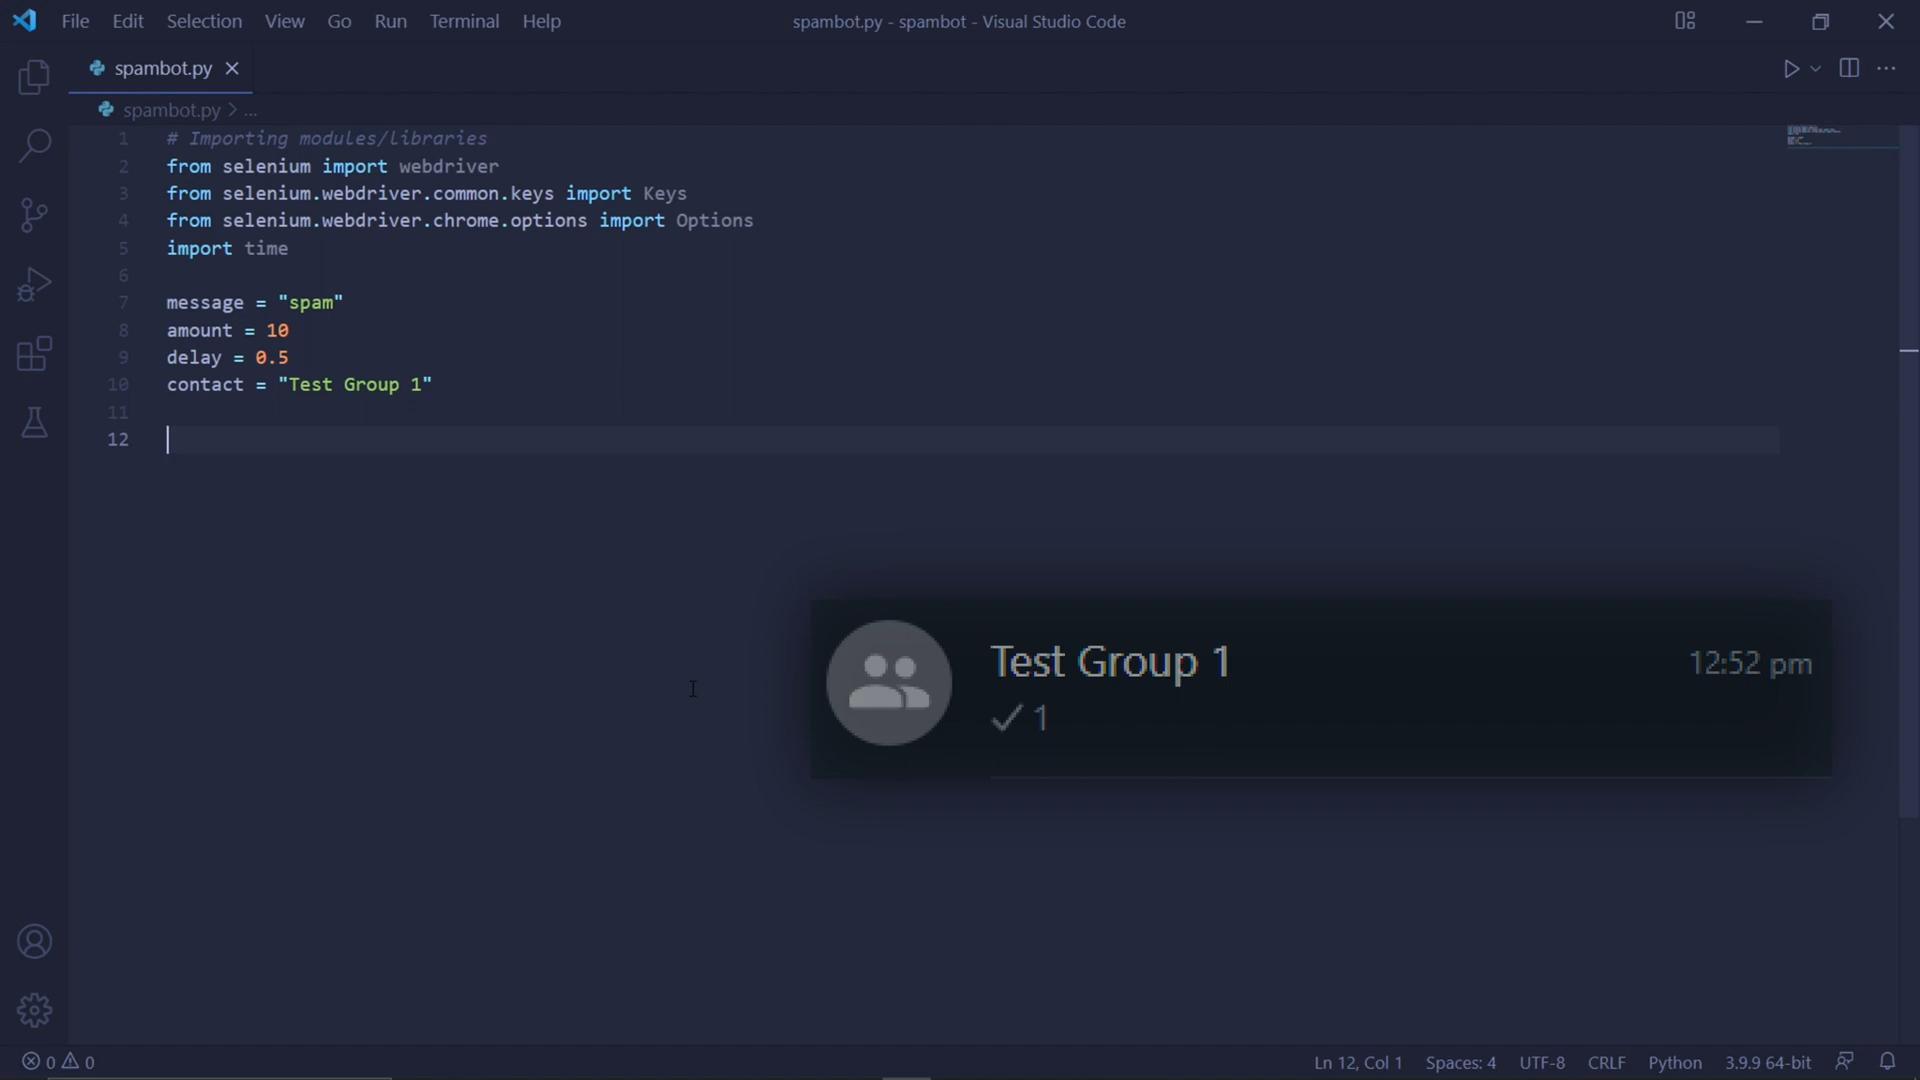 File Edit Selection View Go Run Terminal Help
spambot.py - spambot - Visual Studio Code
spambot.py
spambot.py > ...
1 # Importing modules/libraries
2 from selenium import webdriver
3 from selenium.webdriver.common.keys import Keys
4 from selenium.webdriver.chrome.options import Options
5 import time
6
7 message = "spam"
8 amount = 10
9 delay = 0.5
10 contact = "Test Group 1"
11
12
Test Group 1 12:52 pm
✓ 1
0 0 Ln 12, Col 1 Spaces: 4 UTF-8 CRLF Python 3.9.9 64-bit